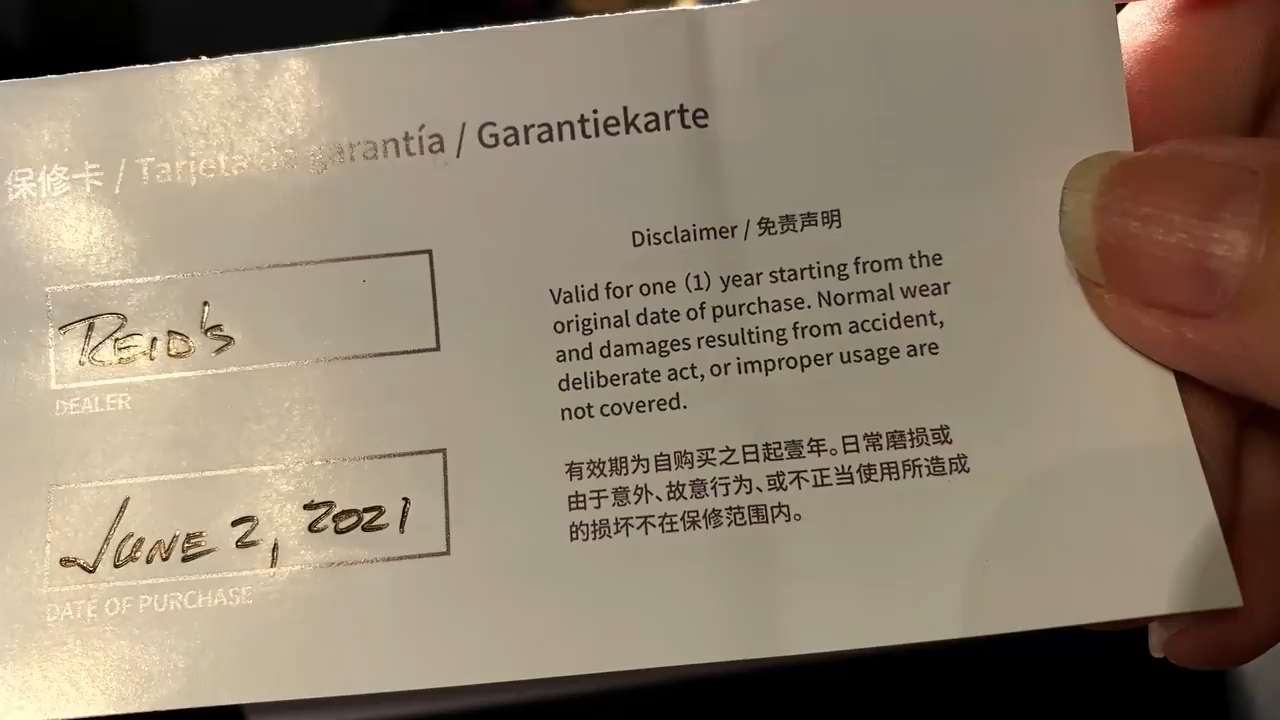 保修卡 / Tarjeta de garantía / Garantiekarte
REID's
DEALER
JUNE 2, 2021
DATE OF PURCHASE
Disclaimer / 免责声明
Valid for one (1) year starting from the
original date of purchase. Normal wear
and damages resulting from accident,
deliberate act, or improper usage are
not covered.
有效期为自购买之日起壹年。日常磨损或
由于意外、故意行为、或不正当使用所造成
的损坏不在保修范围内。